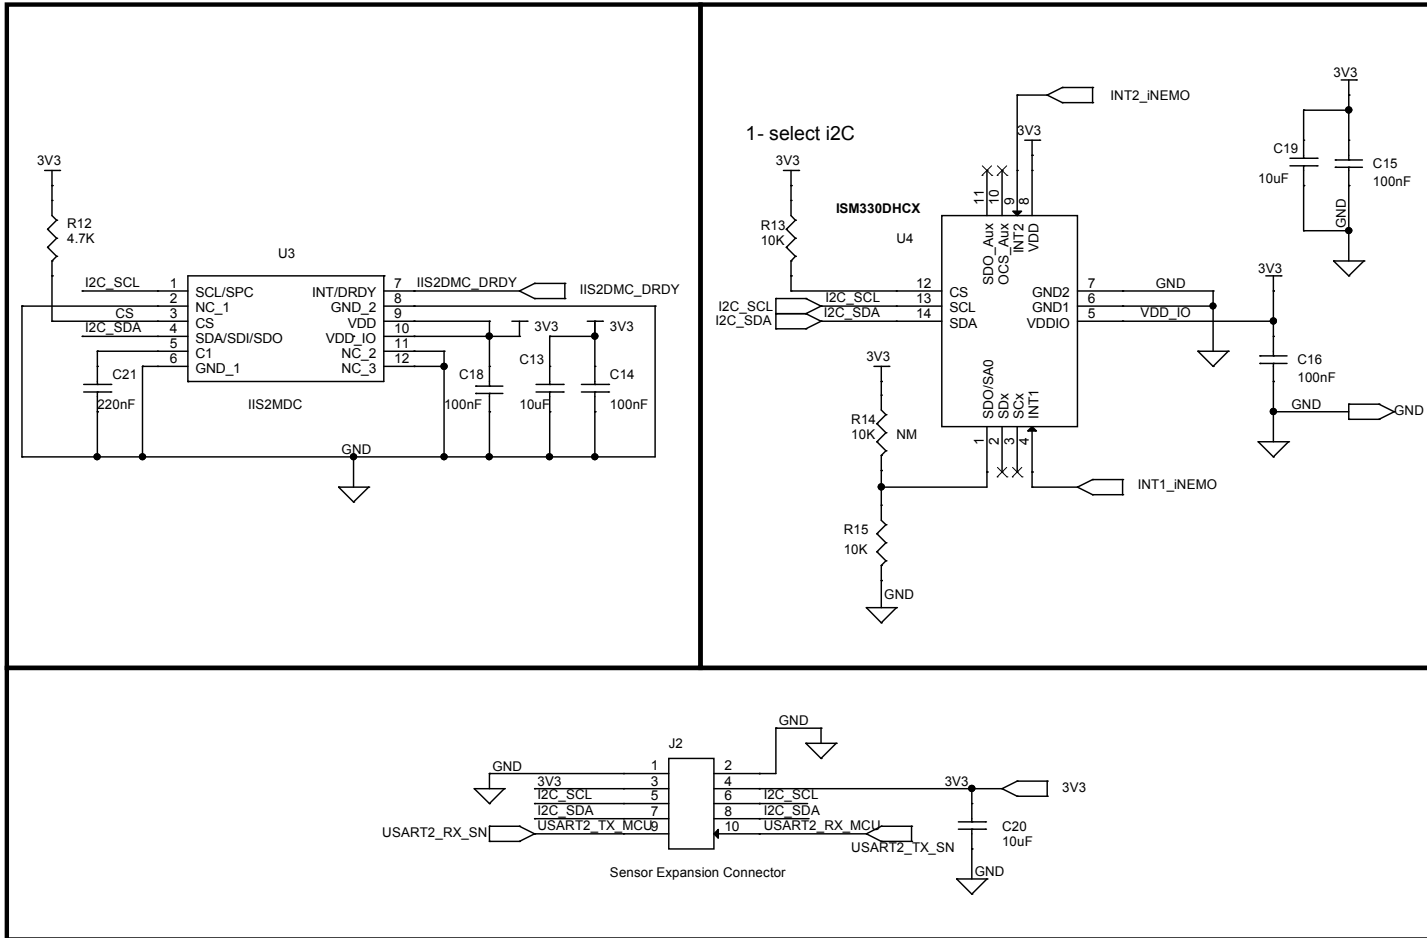 3V3
R12
4.7K
U3
I2C_SCL
1
SCL/SPC
INT/DRDY
7
IIS2DMC_DRDY
IIS2DMC_DRDY
2
NC_1
GND_2
8
CS
3
CS
VDD
9
I2C_SDA
4
SDA/SDI/SDO
VDD_IO
10
3V3
3V3
5
C1
NC_2
11
6
GND_1
NC_3
12
C21
220nF
IIS2MDC
C18
100nF
C13
10uF
C14
100nF
GND
1- select i2C
3V3
R13
10K
ISM330DHCX
U4
INT2_iNEMO
3V3
11
10
9
8
SDO_Aux
OCS_Aux
INT2
VDD
3V3
C19
10uF
C15
100nF
GND
12
CS
I2C_SCL
I2C_SCL
13
SCL
I2C_SDA
I2C_SDA
14
SDA
GND2
7
GND
GND1
6
VDDIO
5
VDD_IO
3V3
C16
100nF
GND
GND
SDO/SA0
SDx
SCx
INT1
1
2
3
4
3V3
R14
10K
NM
INT1_iNEMO
R15
10K
GND
J2
GND
GND
1
2
3V3
3
4
3V3
3V3
I2C_SCL
5
6
I2C_SCL
I2C_SDA
7
8
I2C_SDA
USART2_RX_SN
USART2_TX_MCU
9
10
USART2_RX_MCU
USART2_TX_SN
C20
10uF
GND
Sensor Expansion Connector